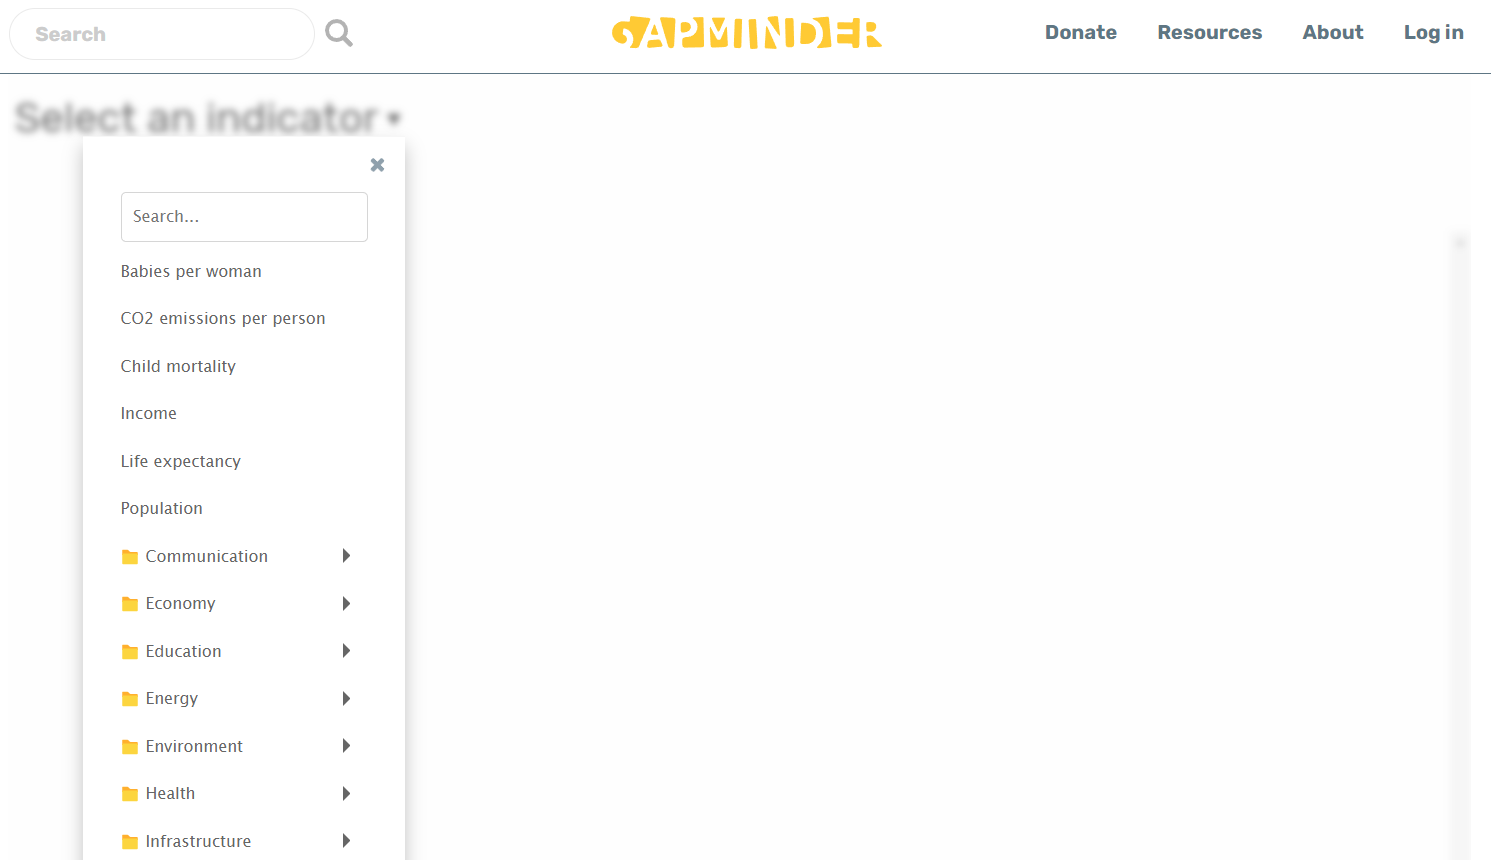 Search
GAPMINDER
Donate
Resources
About
Log in
Select an indicator
Search...
Babies per woman
CO2 emissions per person
Child mortality
Income
Life expectancy
Population
Communication
Economy
Education
Energy
Environment
Health
Infrastructure